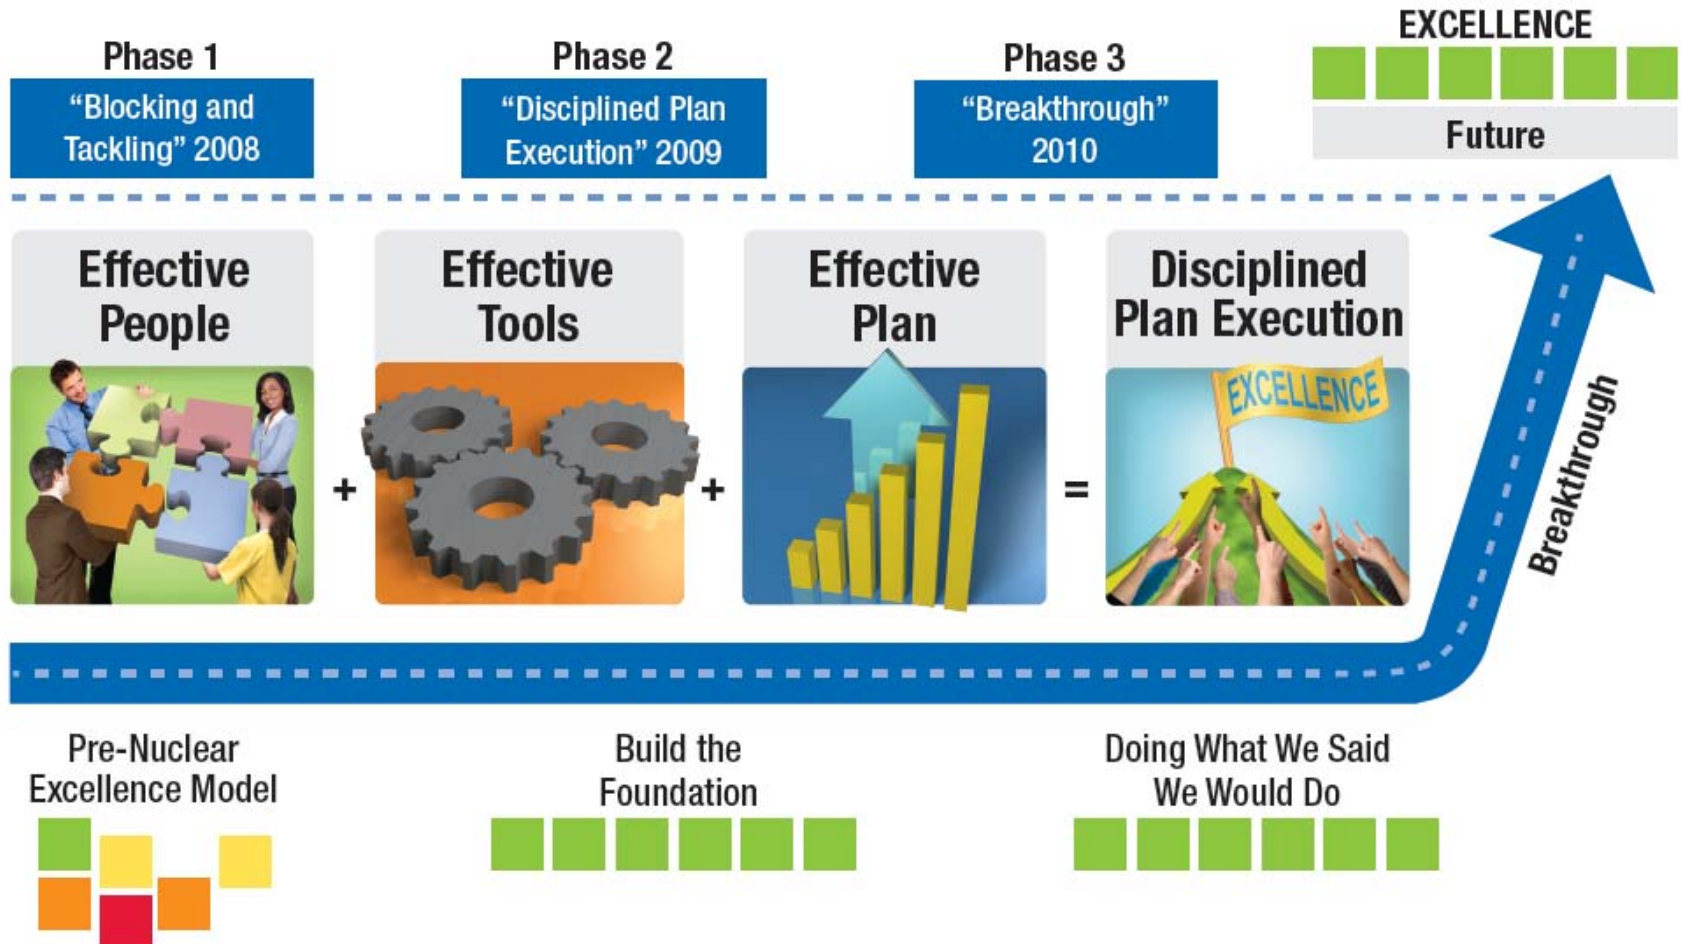 Phase 1
“Blocking and
Tackling” 2008
Phase 2
“Disciplined Plan
Execution” 2009
Phase 3
“Breakthrough”
2010
EXCELLENCE
Future
Effective
People
+
Effective
Tools
+
Effective
Plan
=
Disciplined
Plan Execution
EXCELLENCE
Breakthrough
Pre-Nuclear
Excellence Model
Build the
Foundation
Doing What We Said
We Would Do